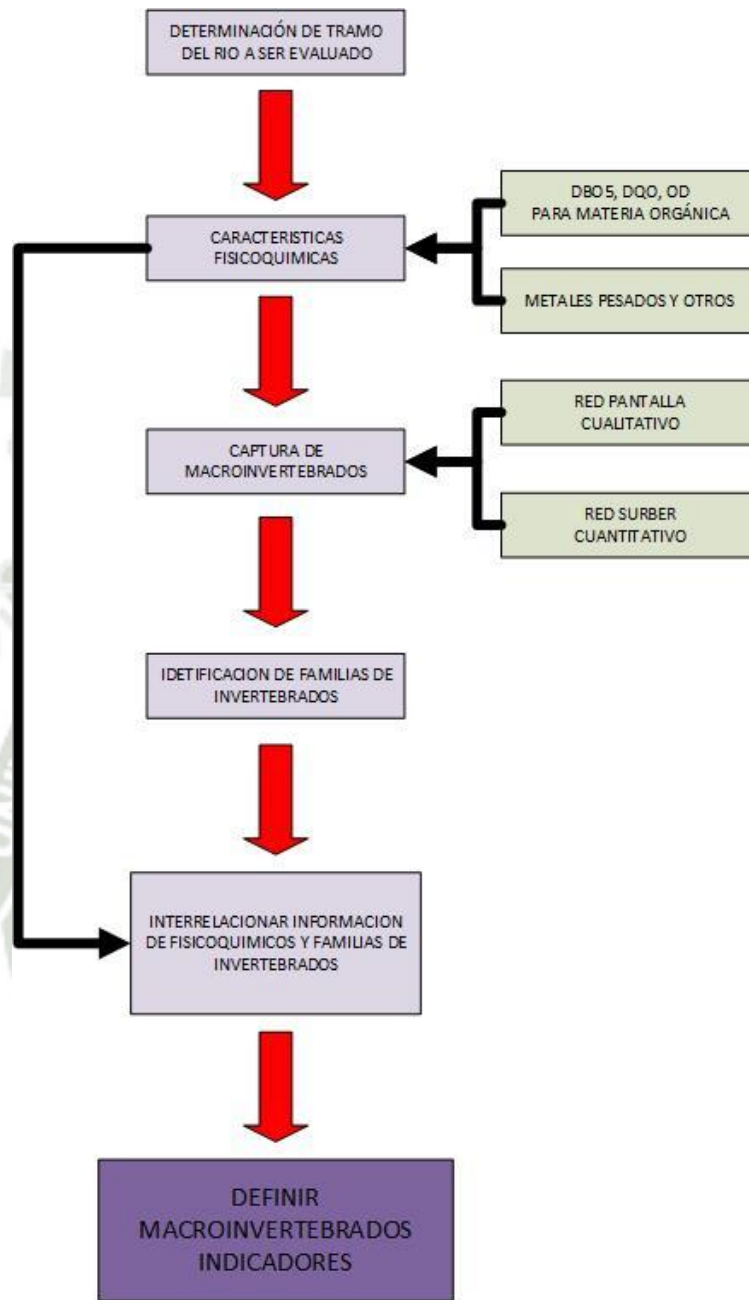 DETERMINACIÓN DE TRAMO
DEL RIO A SER EVALUADO
DBO5, DQO, OD
PARA MATERIA ORGÁNICA
CARACTERISTICAS
FISICOQUIMICAS
METALES PESADOS Y OTROS
RED PANTALLA
CUALITATIVO
CAPTURA DE
MACROINVERTEBRADOS
RED SURBER
CUANTITATIVO
IDETIFICACION DE FAMILIAS DE
INVERTEBRADOS
INTERRELACIONAR INFORMACION
DE FISICOQUIMICOS Y FAMILIAS DE
INVERTEBRADOS
DEFINIR
MACROINVERTEBRADOS
INDICADORES